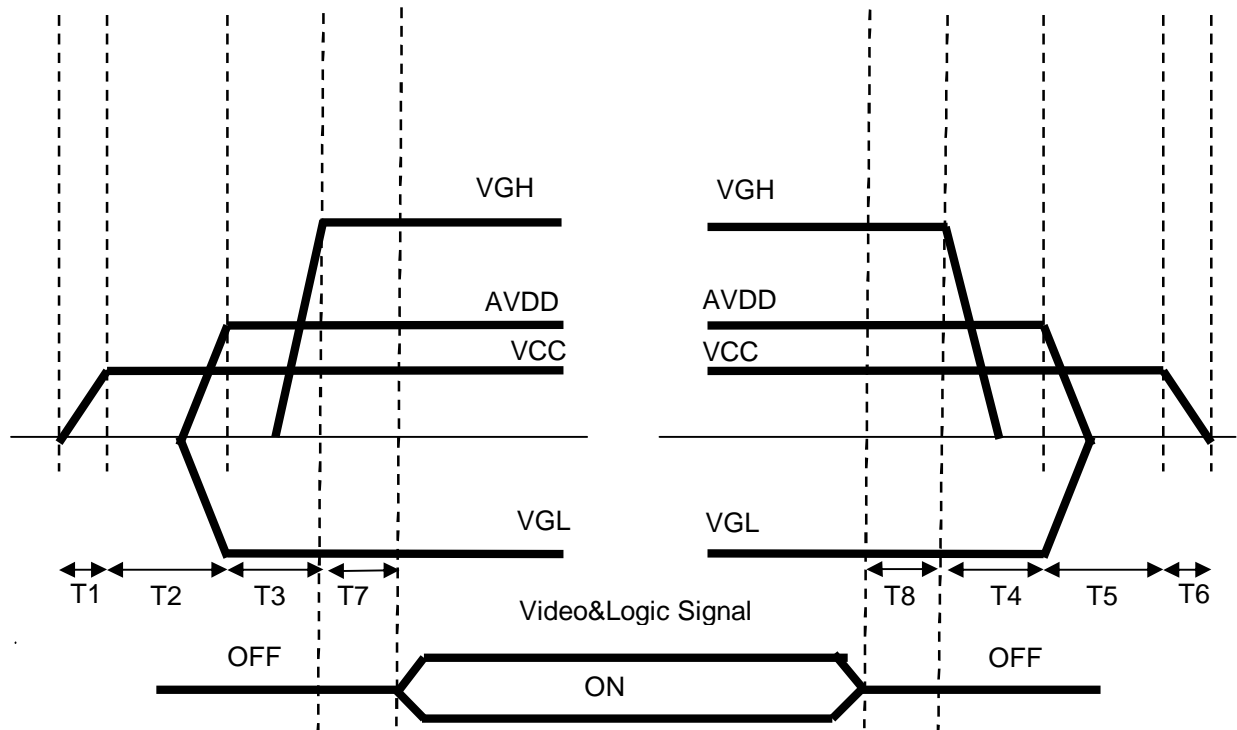 VGH
VGH
AVDD
AVDD
VCC
VCC
VGL
VGL
T1
T2
T3
T7
T8
T4
T5
T6
Video&Logic Signal
OFF
OFF
ON